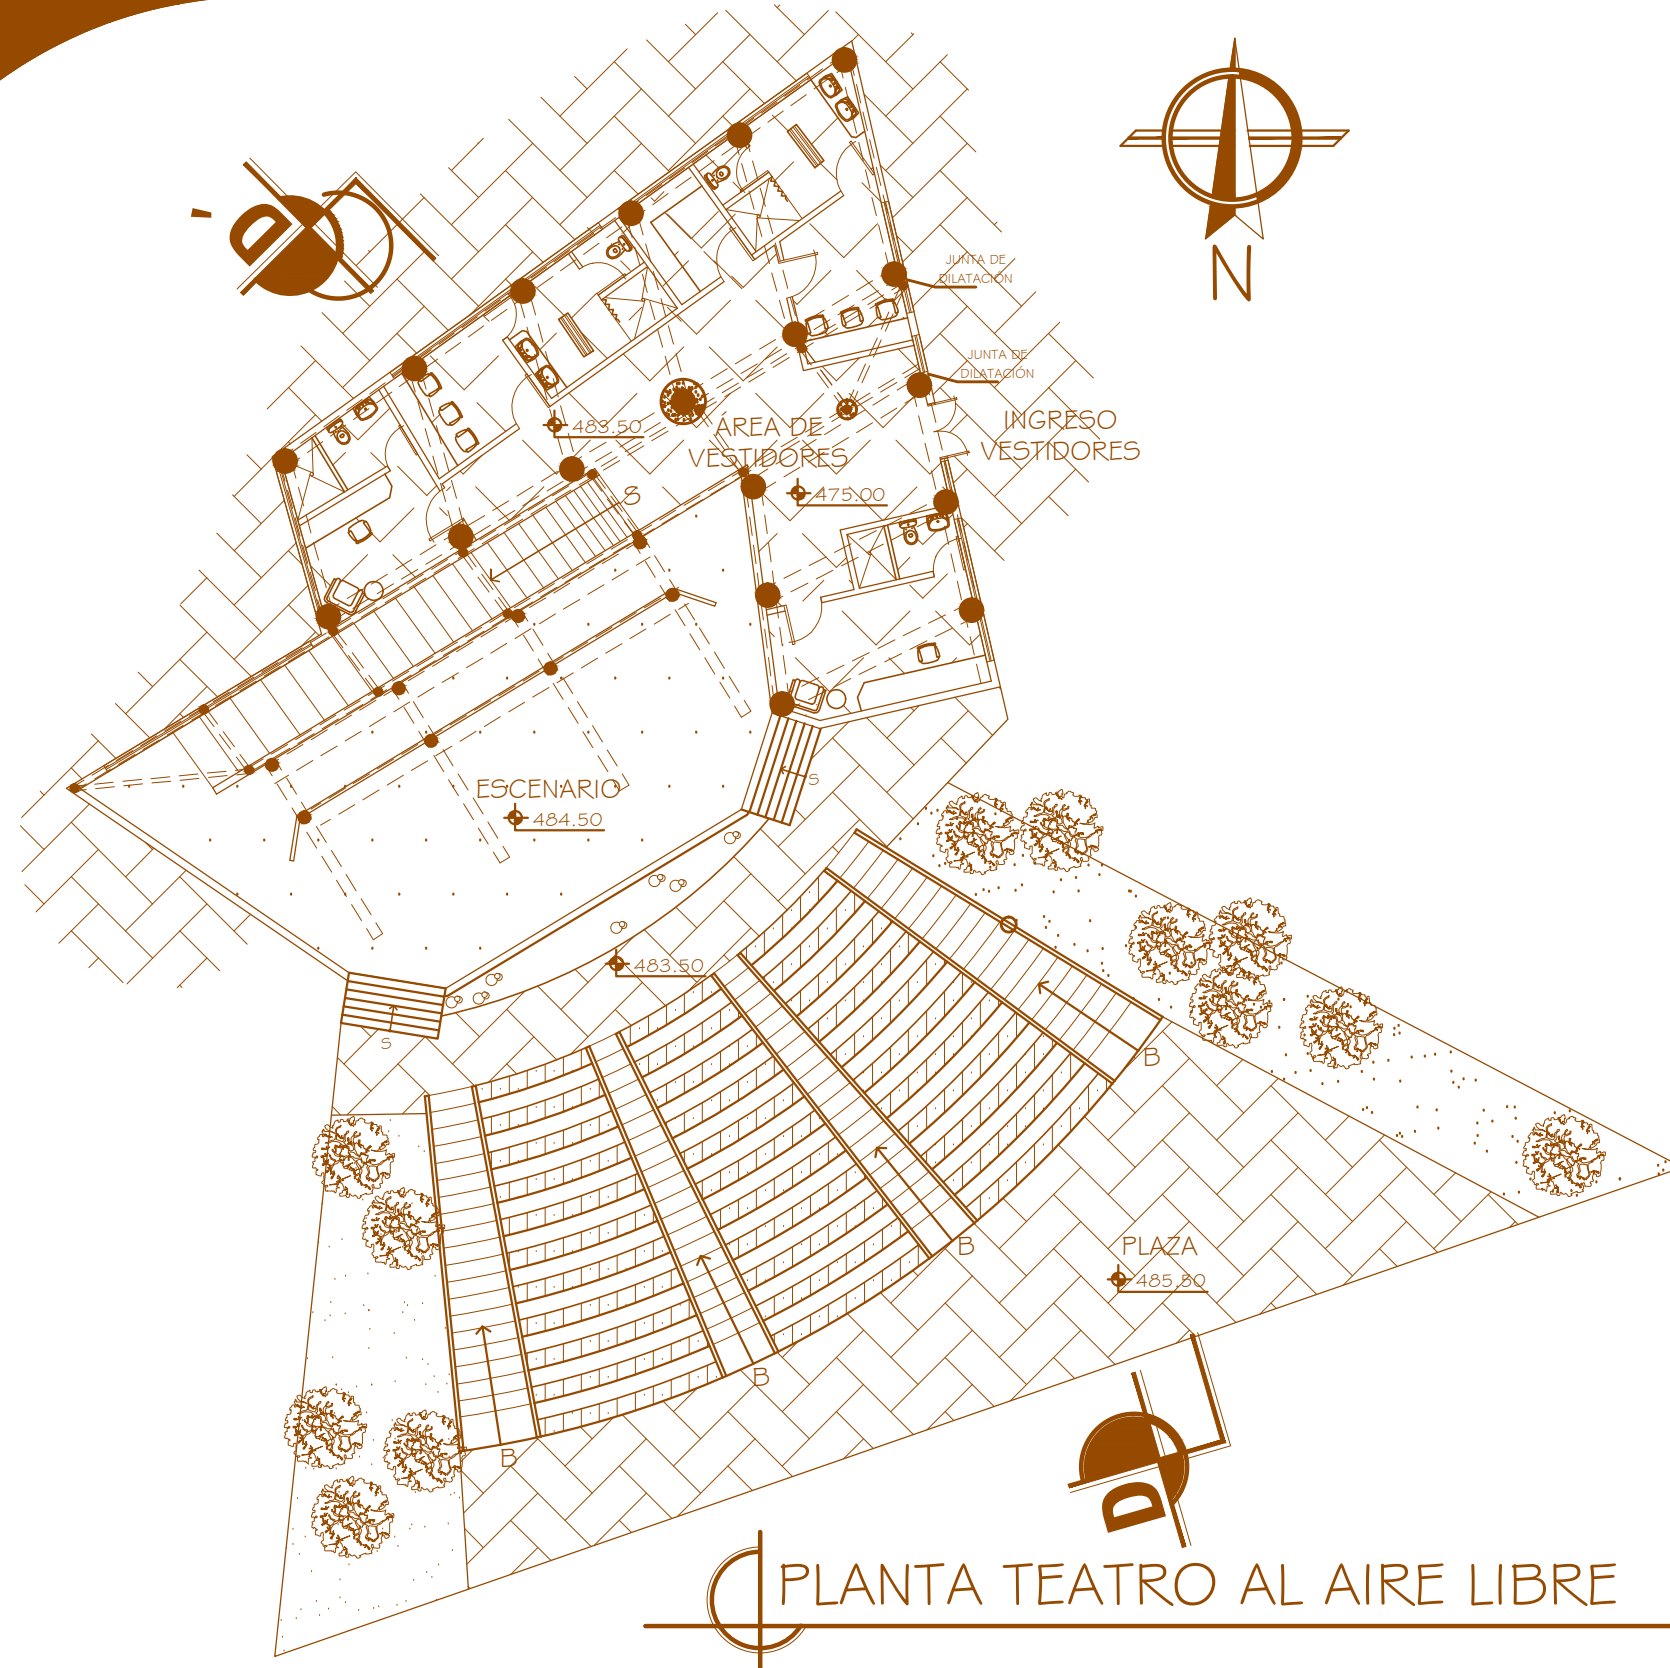 D'
N
JUNTA DE
DILATACIÓN
JUNTA DE
DILATACIÓN
INGRESO
VESTIDORES
483.50
AREA DE
VESTIDORES
475.00
S
S
ESCENARIO
484.50
483.50
S
B
B
B
B
PLAZA
485.50
D
PLANTA TEATRO AL AIRE LIBRE